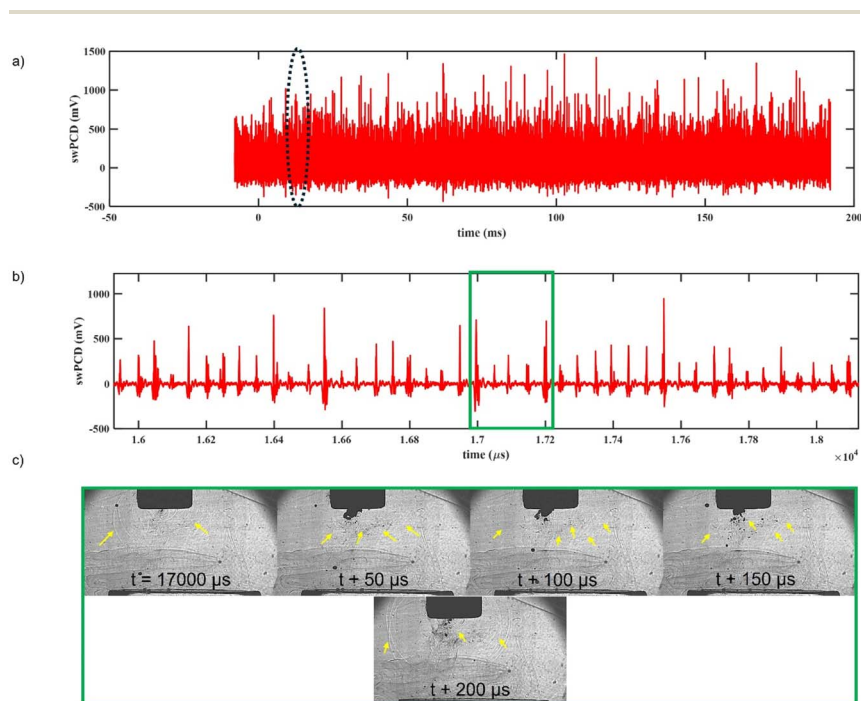 a)
1500
1000
500
0
-500
swPCD (mV)
-50 0 50 100 150 200
time (ms)
b)
1000
500
0
-500
swPCD (mV)
1.6 1.62 1.64 1.66 1.68 1.7 1.72 1.74 1.76 1.78 1.8
time (µs)
×10⁴
c)
t = 17000 µs t + 50 µs t + 100 µs t + 150 µs
t + 200 µs